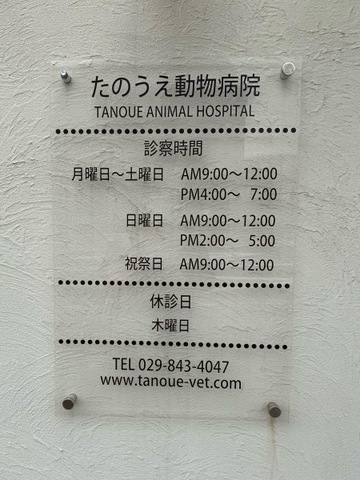 たのうえ動物病院
TANOUE ANIMAL HOSPITAL
診察時間
月曜日〜土曜日 AM9:00〜12:00
PM4:00〜 7:00
日曜日 AM9:00〜12:00
PM2:00〜 5:00
祝祭日 AM9:00〜12:00
休診日
木曜日
TEL 029-843-4047
www.tanoue-vet.com